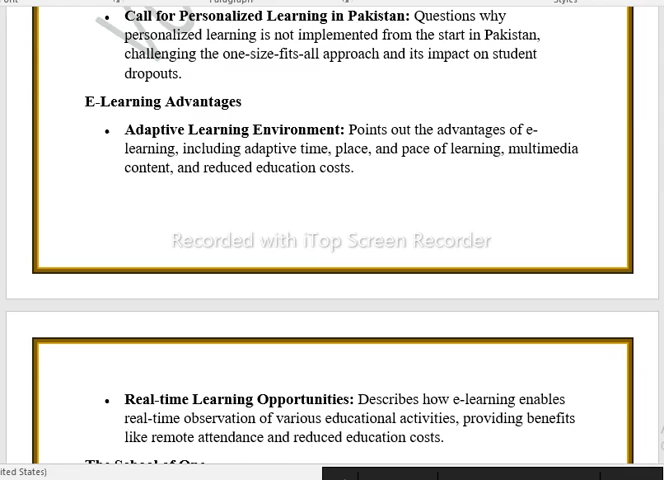 Paragraph
Styles
• Call for Personalized Learning in Pakistan: Questions why
personalized learning is not implemented from the start in Pakistan,
challenging the one-size-fits-all approach and its impact on student
dropouts.
E-Learning Advantages
• Adaptive Learning Environment: Points out the advantages of e-
learning, including adaptive time, place, and pace of learning, multimedia
content, and reduced education costs.
Recorded with iTop Screen Recorder
• Real-time Learning Opportunities: Describes how e-learning enables
real-time observation of various educational activities, providing benefits
like remote attendance and reduced education costs.
The School of One
ited States)